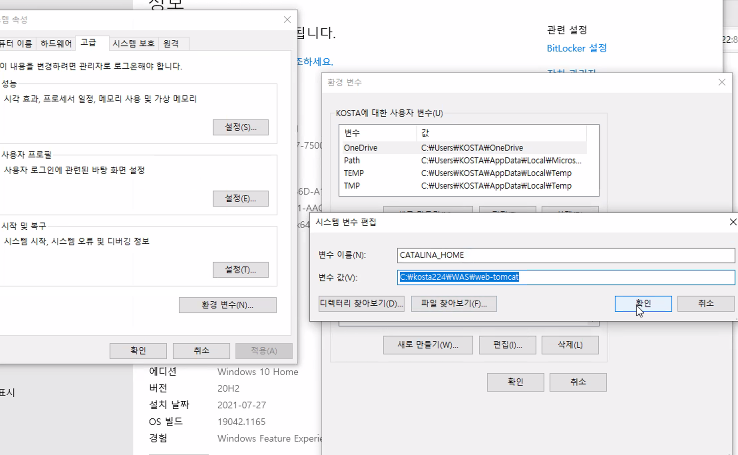 템 속성
퓨터 이름 하드웨어 고급 시스템 보호 원격
이 내용을 변경하려면 관리자로 로그온해야 합니다.
성능
시각 효과, 프로세서 일정, 메모리 사용 및 가상 메모리
설정(S)...
사용자 프로필
사용자 로그인에 관련된 바탕 화면 설정
설정(E)...
시작 및 복구
시스템 시작, 시스템 오류 및 디버깅 정보
설정(T)...
환경 변수(N)...
확인 취소 적용(A)
정보
됩니다.
조하세요.
관련 설정
BitLocker 설정
22:8
환경 변수
KOSTA에 대한 사용자 변수(U)
변수 값
OneDrive C:\Users\KOSTA\OneDrive
Path C:\Users\KOSTA\AppData\Local\Micros...
TEMP C:\Users\KOSTA\AppData\Local\Temp
TMP C:\Users\KOSTA\AppData\Local\Temp
시스템 변수 편집
변수 이름(N): CATALINA_HOME
변수 값(V): C:\kosta224\WAS\web-tomcat
디렉터리 찾아보기(D)... 파일 찾아보기(F)... 확인 취소
새로 만들기(W)... 편집(I)... 삭제(L)
확인 취소
표시
에디션 Windows 10 Home
버전 20H2
설치 날짜 2021-07-27
OS 빌드 19042.1165
경험 Windows Feature Experie